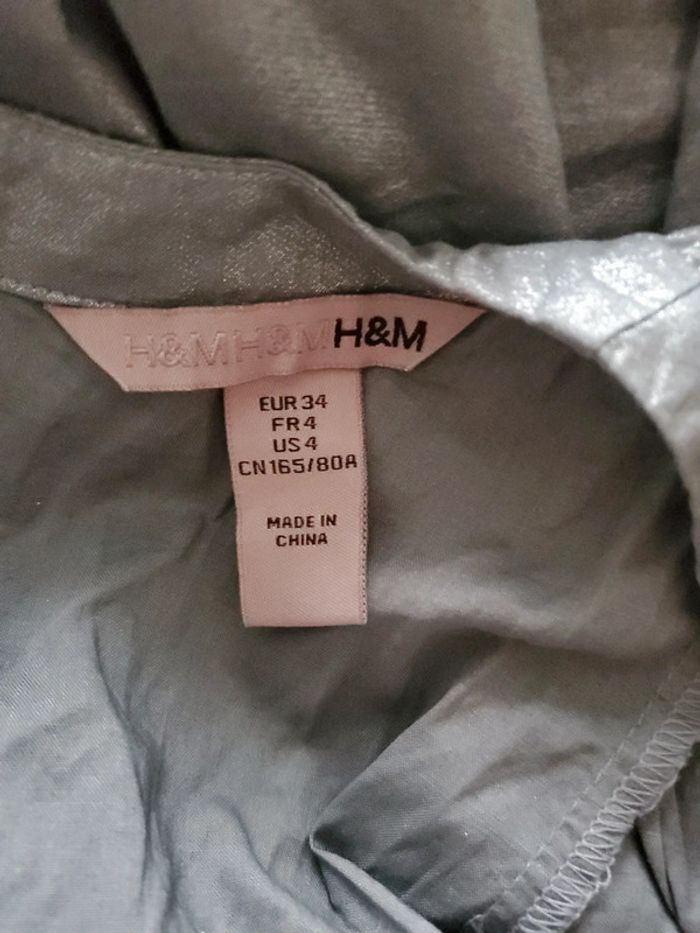 H&M H&M H&M
EUR 34
FR 4
US 4
CN 165/80A
MADE IN
CHINA